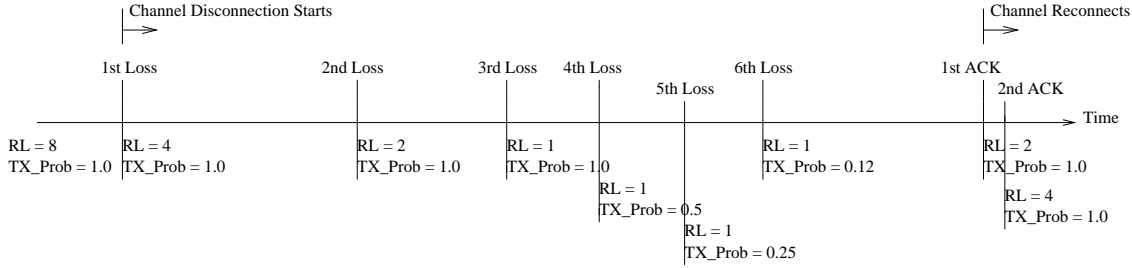 Channel Disconnection Starts
Channel Reconnects
1st Loss
2nd Loss
3rd Loss
4th Loss
6th Loss
1st ACK
5th Loss
2nd ACK
Time
RL = 8
TX_Prob = 1.0
RL = 4
TX_Prob = 1.0
RL = 2
TX_Prob = 1.0
RL = 1
TX_Prob = 1.0
RL = 1
TX_Prob = 0.5
RL = 1
TX_Prob = 0.25
RL = 1
TX_Prob = 0.12
RL = 2
TX_Prob = 1.0
RL = 4
TX_Prob = 1.0